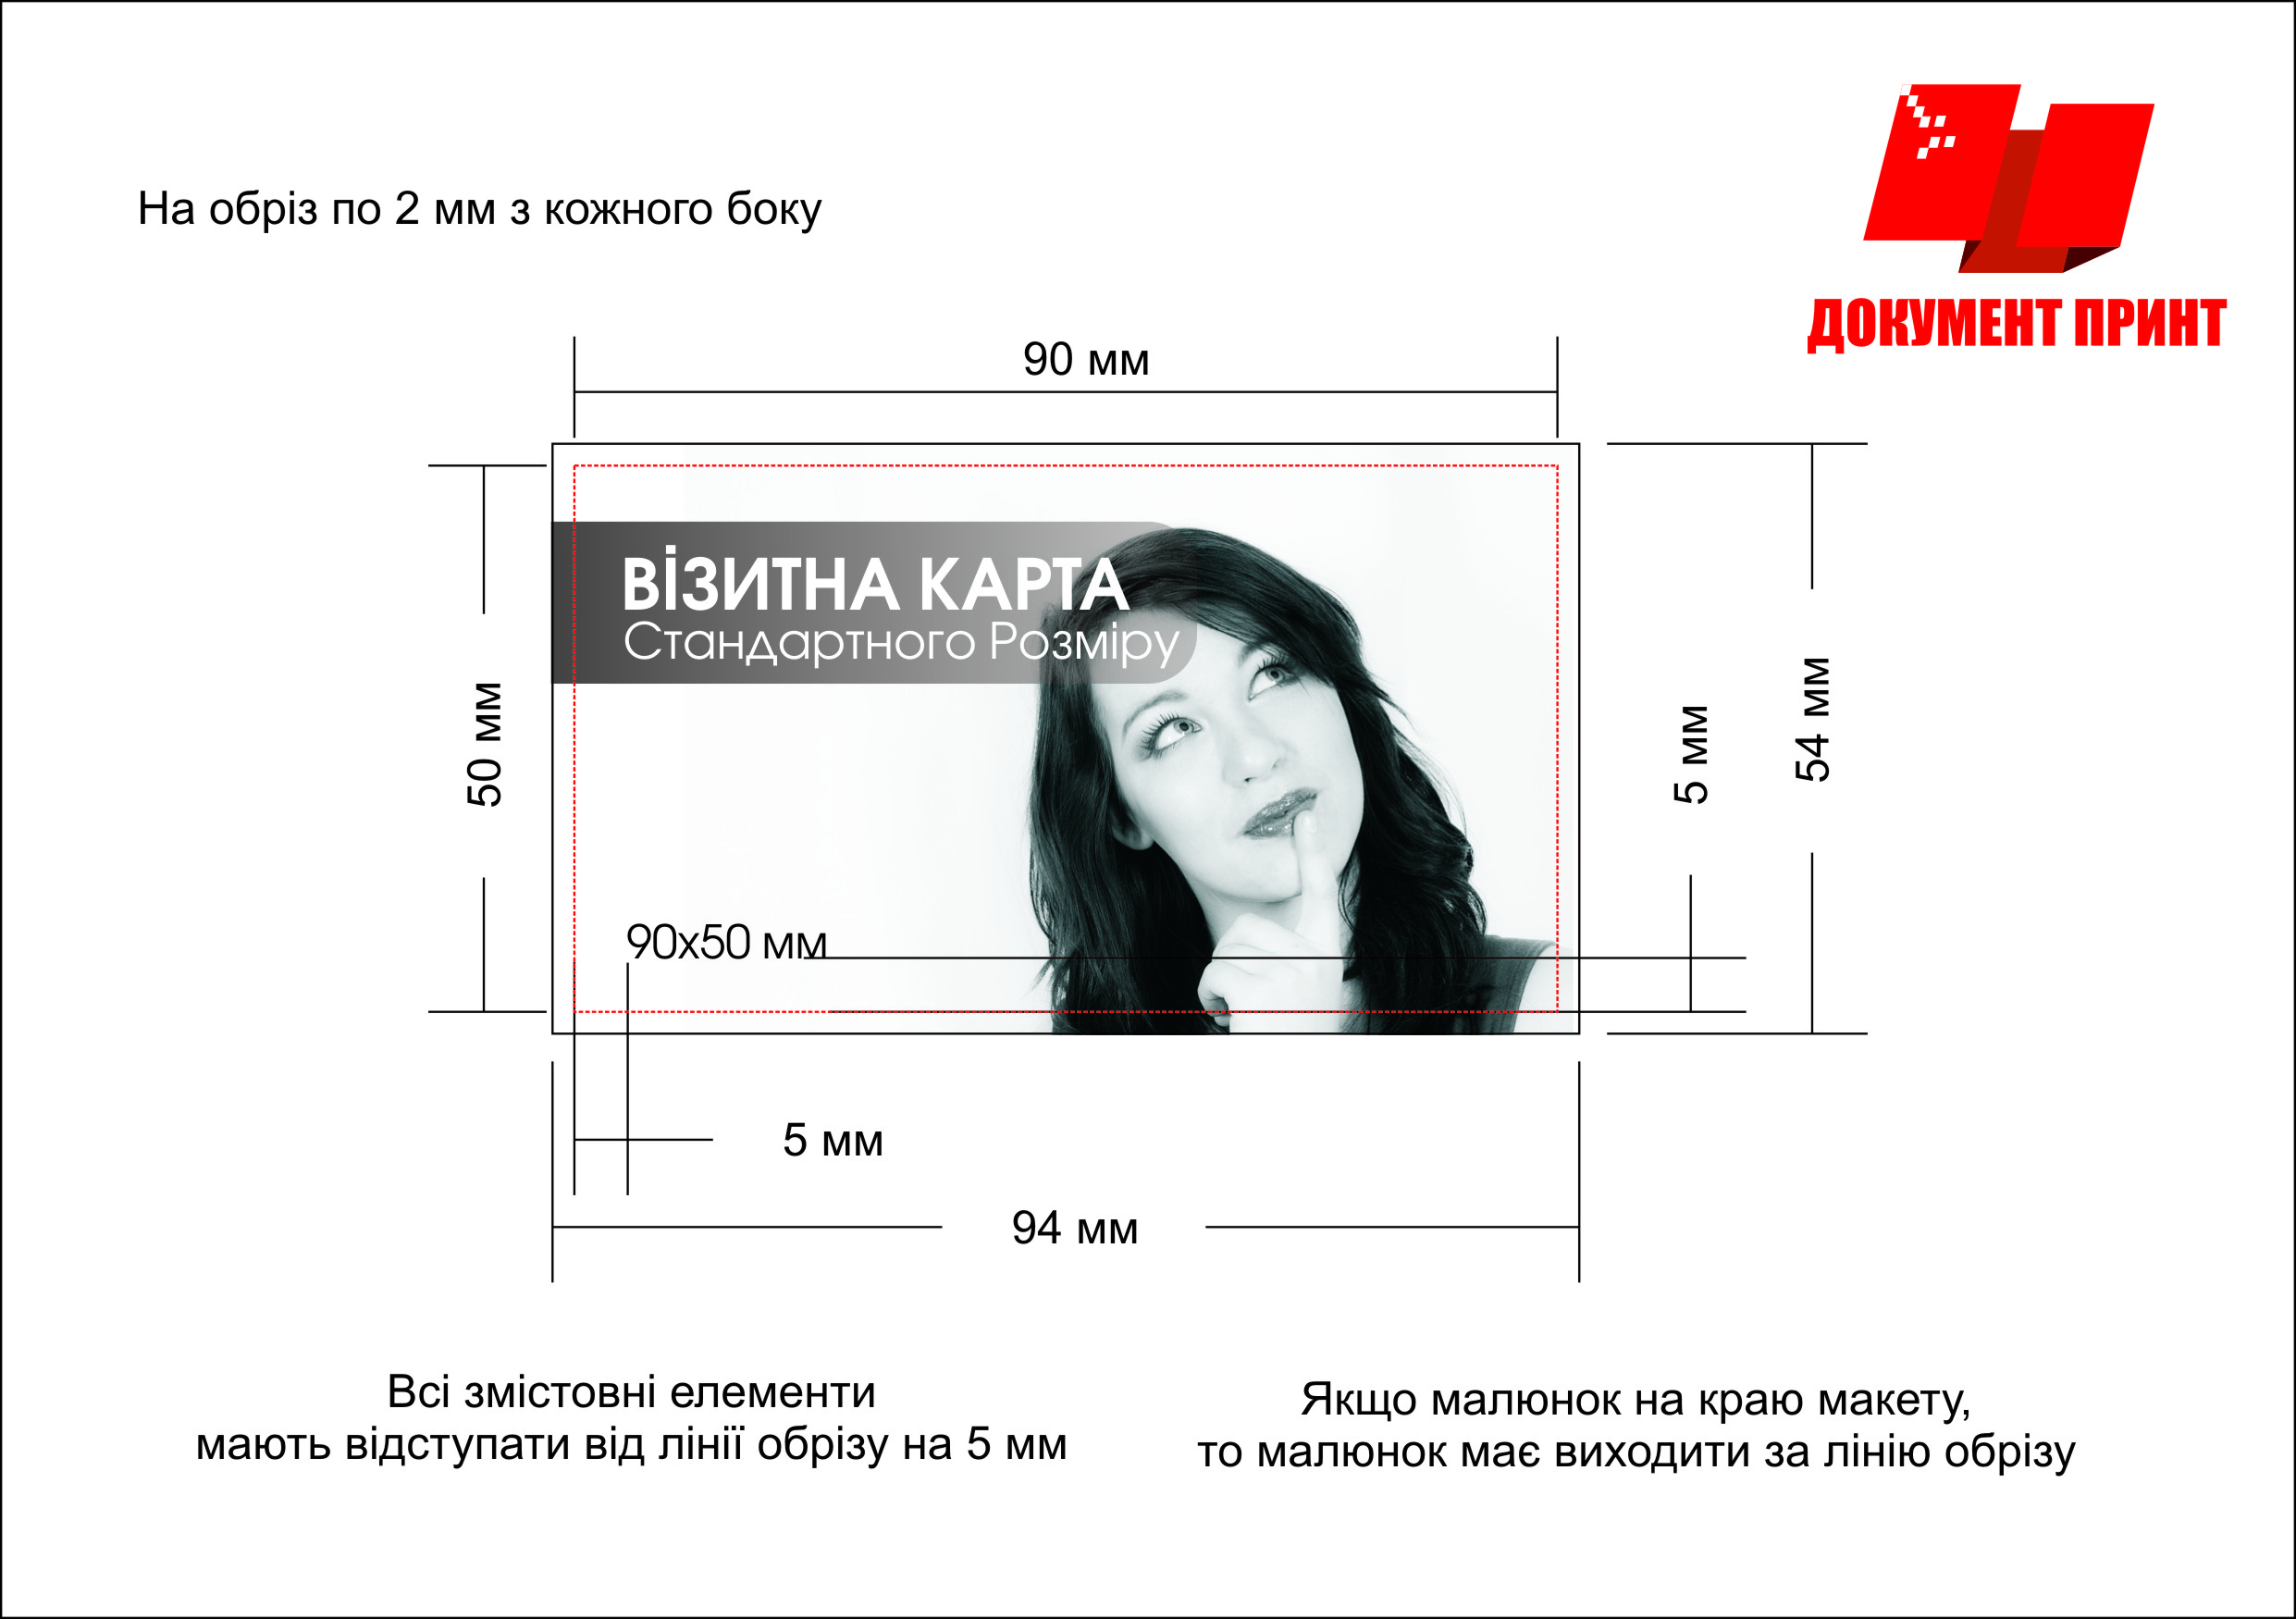 На обріз по 2 мм з кожного боку
ДОКУМЕНТ ПРИНТ
90 мм
ВіЗИТНА КАРТА
Стандартного Розміру
50 мм
5 мм
54 мм
90х50 мм
5 мм
94 мм
Всі змістовні елементи
мають відступати від лінії обрізу на 5 мм
Якщо малюнок на краю макету,
то малюнок має виходити за лінію обрізу